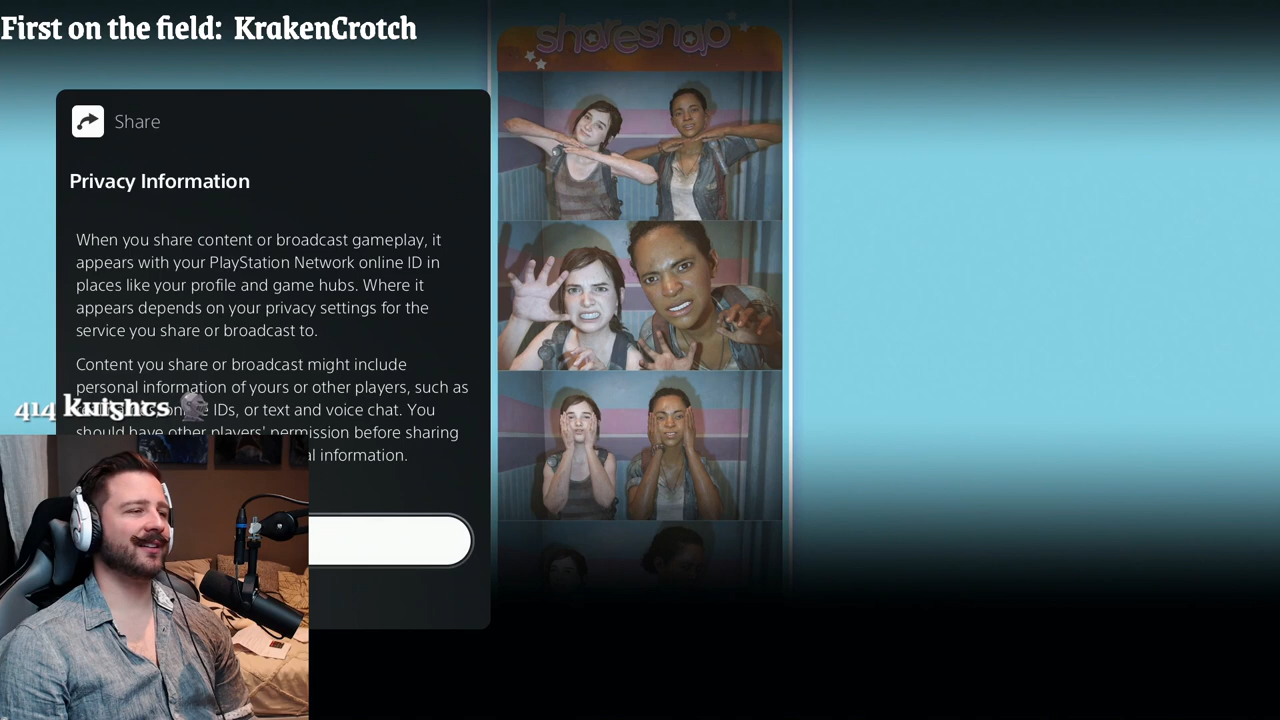 First on the field: KrakenCrotch
sharesnap
Share
Privacy Information
When you share content or broadcast gameplay, it
appears with your PlayStation Network online ID in
places like your profile and game hubs. Where it
appears depends on your privacy settings for the
service you share or broadcast to.
Content you share or broadcast might include
personal information of yours or other players, such as
IDs, or text and voice chat. You
414 knights
should have other players' permission before sharing
information.